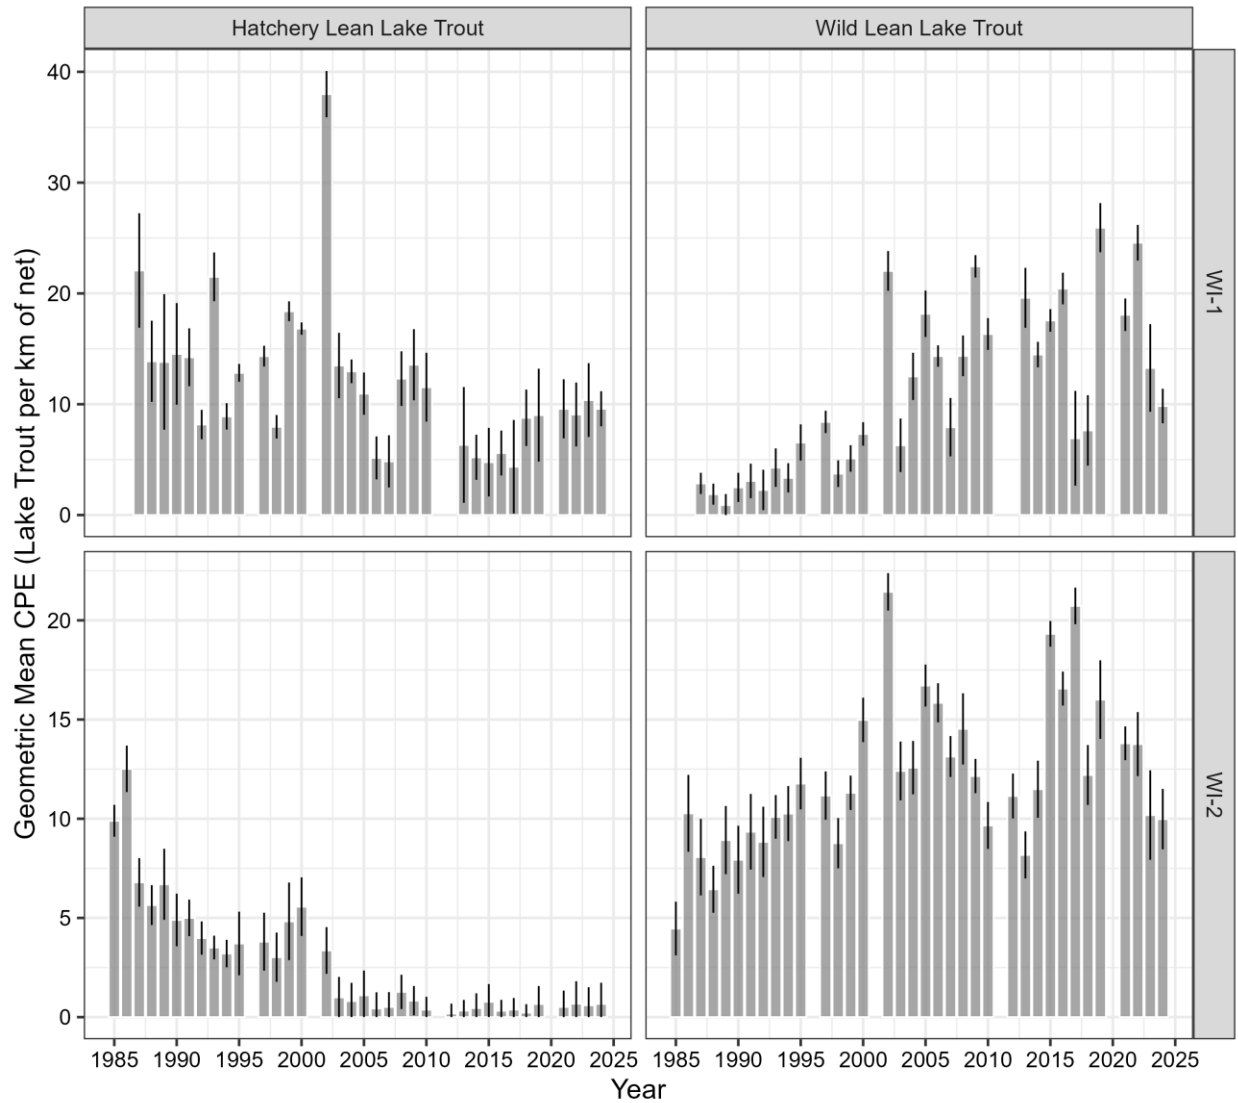 Hatchery Lean Lake Trout
Wild Lean Lake Trout
Geometric Mean CPE (Lake Trout per km of net)
40
30
20
10
0
WI-1
20
15
10
5
0
WI-2
1985 1990 1995 2000 2005 2010 2015 2020 2025
1985 1990 1995 2000 2005 2010 2015 2020 2025
Year